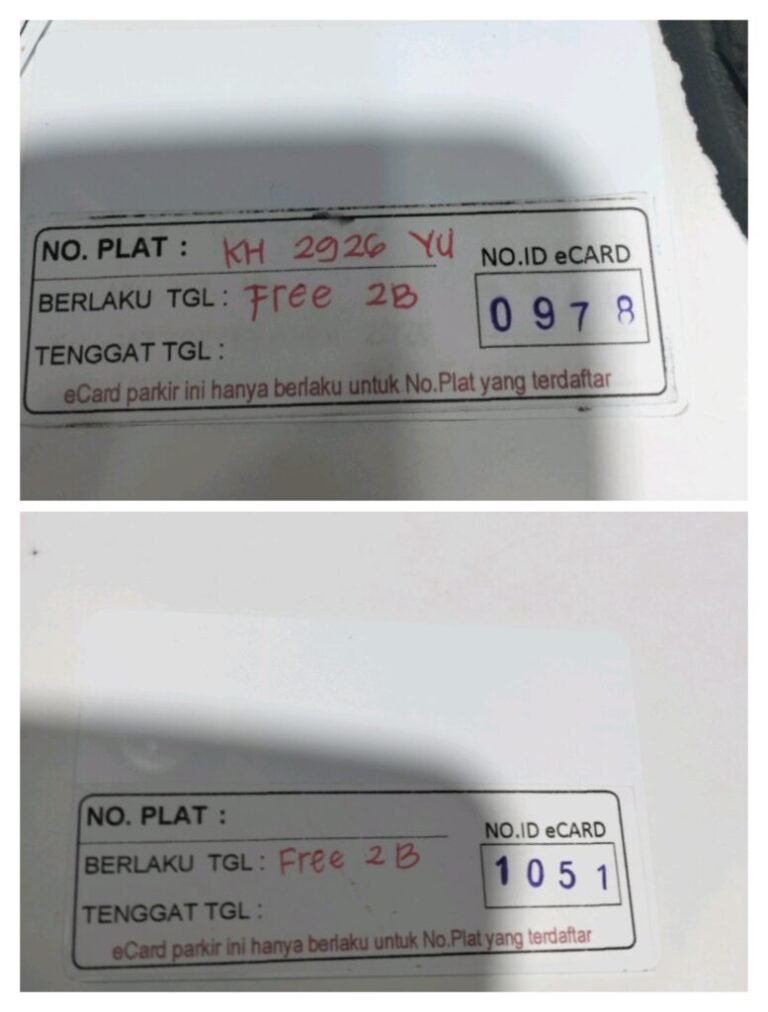 NO. PLAT : KH 2926 YU
NO.ID eCARD
BERLAKU TGL : Free 2B
0978
TENGGAT TGL :
eCard parkir ini hanya berlaku untuk No.Plat yang terdaftar
NO. PLAT :
NO.ID eCARD
BERLAKU TGL : Free 2B
1051
TENGGAT TGL :
eCard parkir ini hanya berlaku untuk No.Plat yang terdaftar